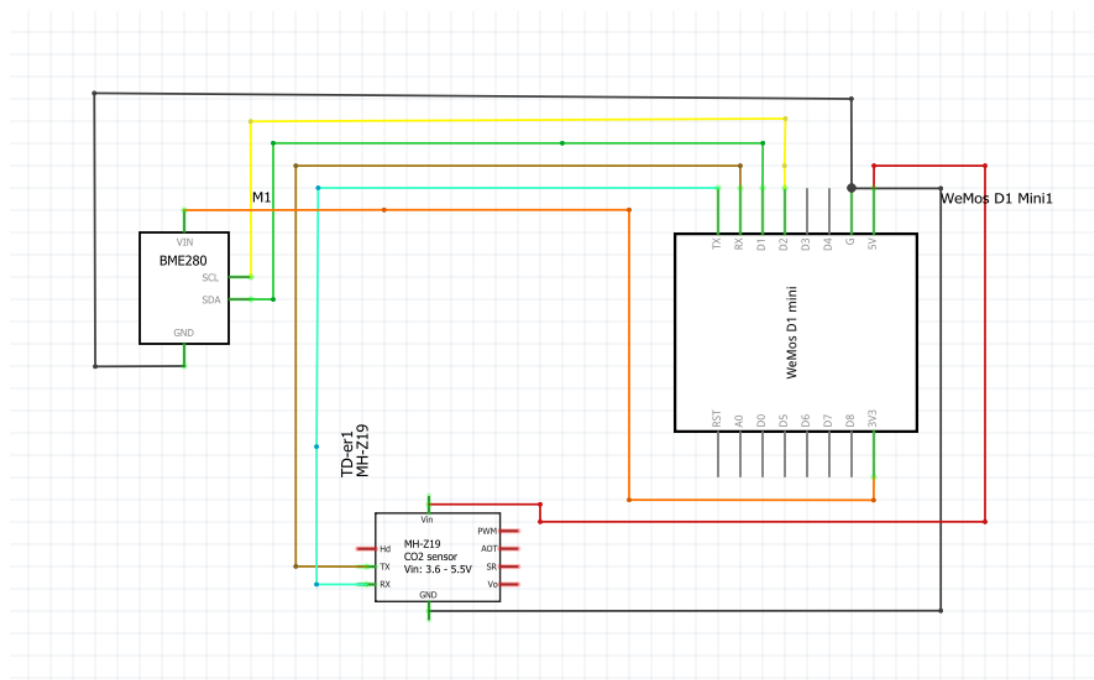 M1
VIN
BME280
SCL
SDA
GND
WeMos D1 Mini1
TX
RX
D1
D2
D3
D4
G
5V
WeMos D1 mini
RST
A0
D0
D5
D6
D7
D8
3V3
TD-er1
MH-Z19
Vin
PWM
MH-Z19
Hd
AOT
CO2 sensor
TX
Vin: 3.6 - 5.5V
SR
RX
Vo
GND